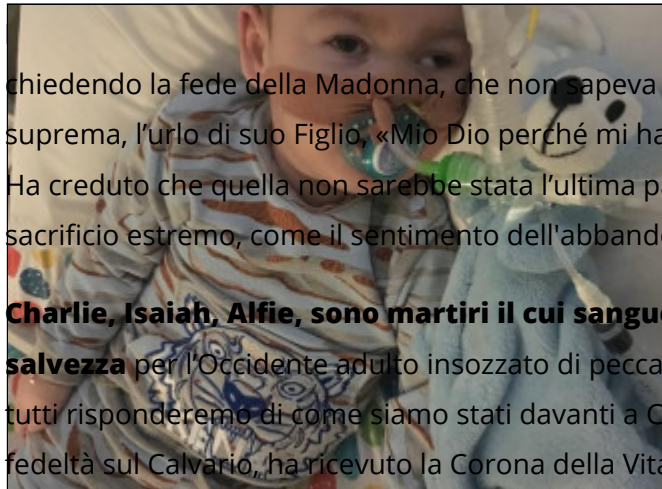 chiedendo la fede della Madonna, che non sapeva
suprema, l'urlo di suo Figlio, «Mio Dio perché mi ha
Ha creduto che quella non sarebbe stata l'ultima p
sacrificio estremo, come il sentimento dell'abband
Charlie, Isaiah, Alfie, sono martiri il cui sangue
salvezza per l'Occidente adulto insozzato di pecca
tutti risponderemo di come siamo stati davanti a C
fedeltà sul Calvario, ha ricevuto la Corona della Vita